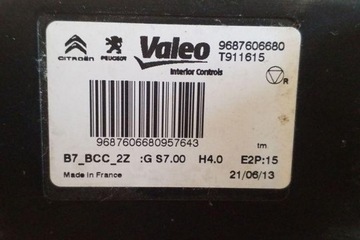 CITROËN PEUGEOT Valeo 9687606680
T911615
Interior Controls
R
9687606680957643
tm
B7_BCC_2Z :G S7.00 H4.0 E2P:15
Made in France 21/06/13